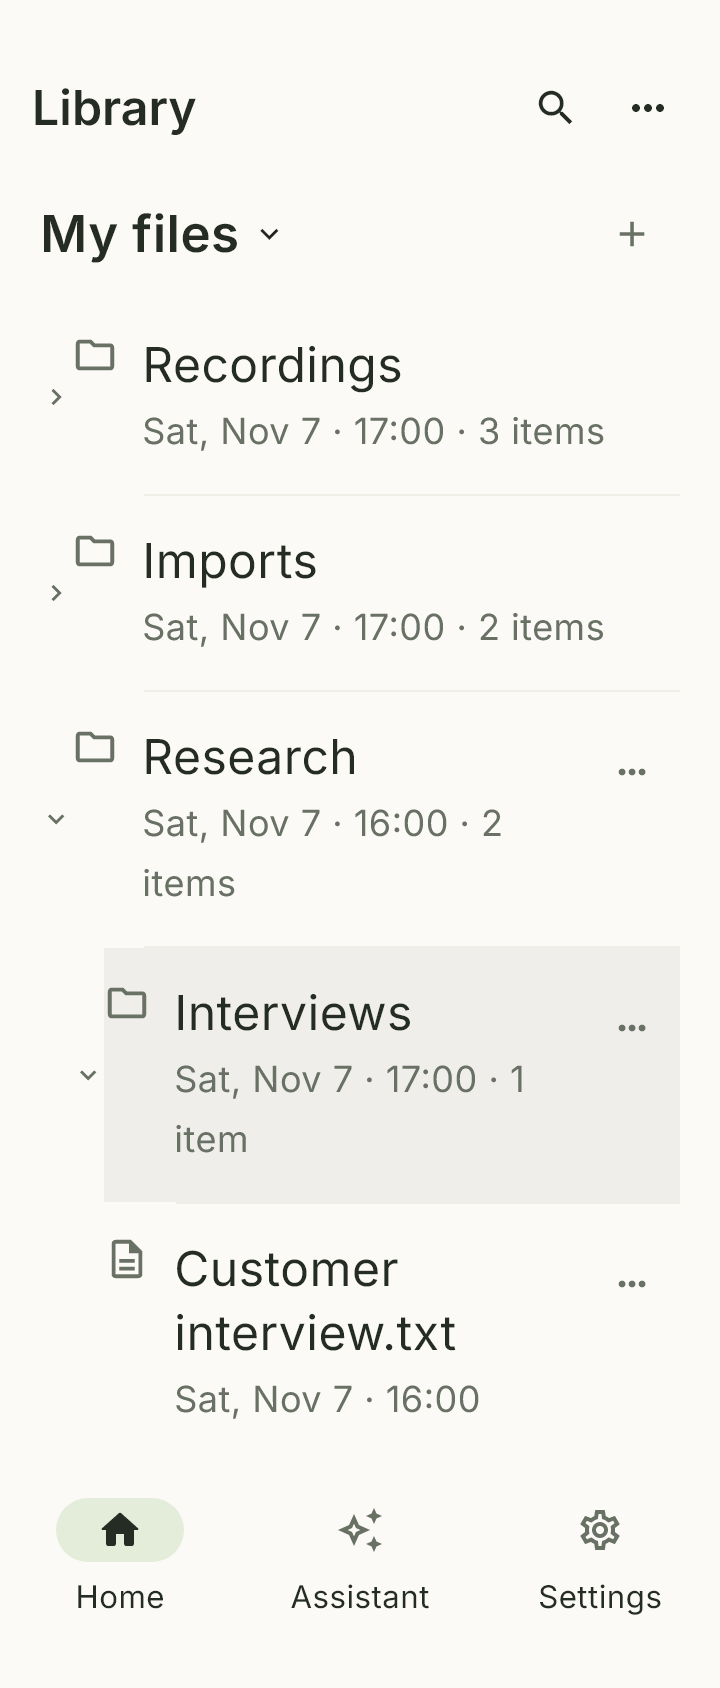 Library
My files
Recordings
Sat, Nov 7 · 17:00 · 3 items
Imports
Sat, Nov 7 · 17:00 · 2 items
Research
Sat, Nov 7 · 16:00 · 2
items
Interviews
Sat, Nov 7 · 17:00 · 1
item
Customer
interview.txt
Sat, Nov 7 · 16:00
Home
Assistant
Settings